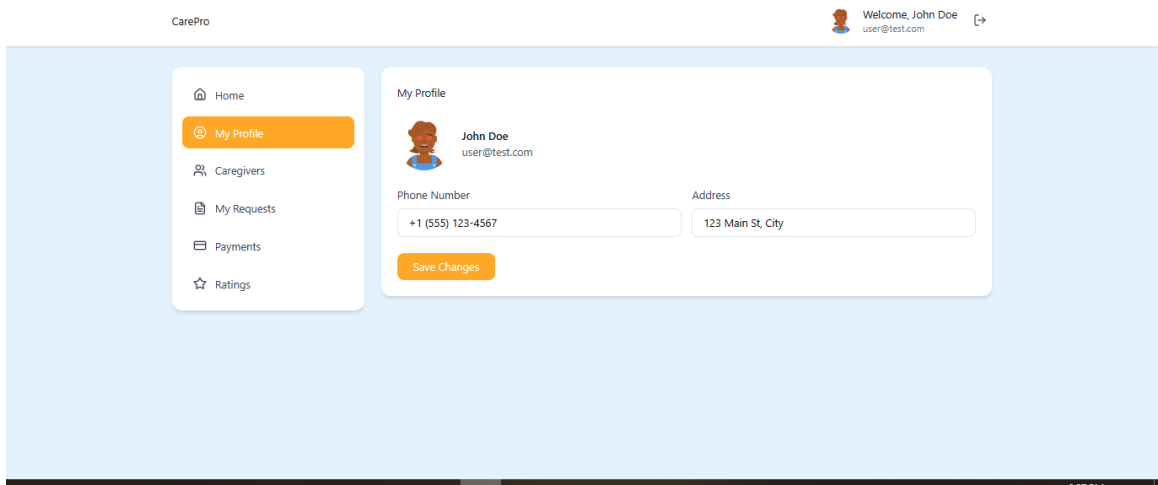 CarePro
Welcome, John Doe
user@test.com
Home
My Profile
Caregivers
My Requests
Payments
Ratings
My Profile
John Doe
user@test.com
Phone Number
Address
+1 (555) 123-4567
123 Main St, City
Save Changes